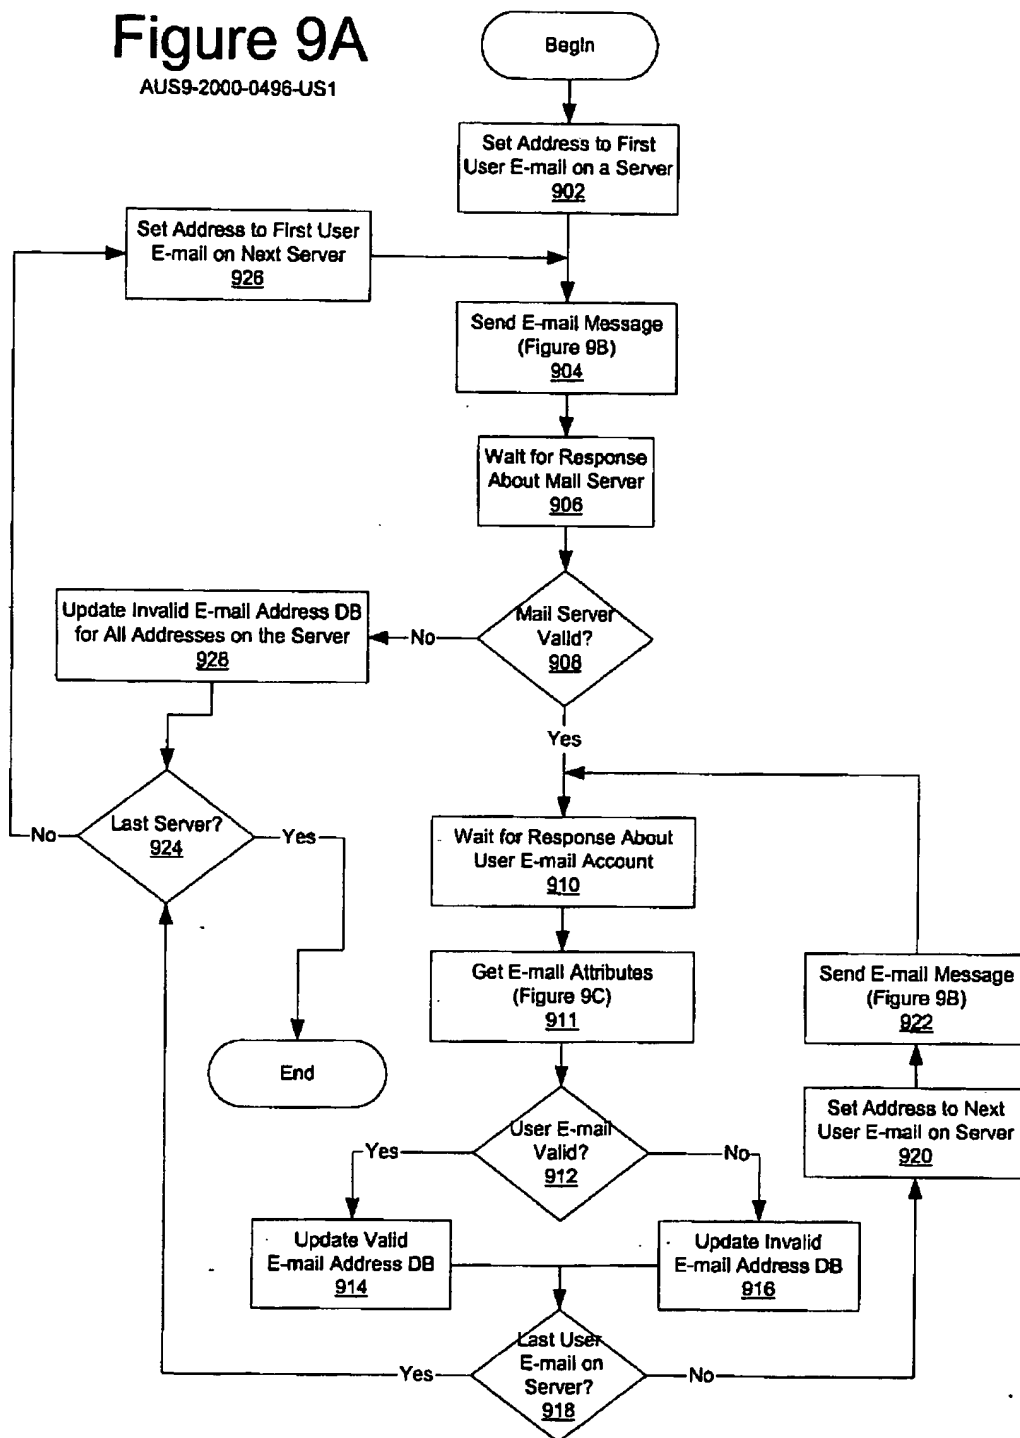 Figure 9A
AUS9-2000-0496-US1
Begin
Set Address to First
User E-mail on a Server
902
Set Address to First User
E-mail on Next Server
926
Send E-mail Message
(Figure 9B)
904
Wait for Response
About Mail Server
906
Update Invalid E-mail Address DB
for All Addresses on the Server
928
No
Mail Server
Valid?
908
Yes
No
Last Server?
924
Yes
Wait for Response About
User E-mail Account
910
Get E-mail Attributes
(Figure 9C)
911
Send E-mail Message
(Figure 9B)
922
End
Set Address to Next
User E-mail on Server
920
Yes
User E-mail
Valid?
912
No
Update Valid
E-mail Address DB
914
Update Invalid
E-mail Address DB
916
Yes
Last User
E-mail on
Server?
918
No